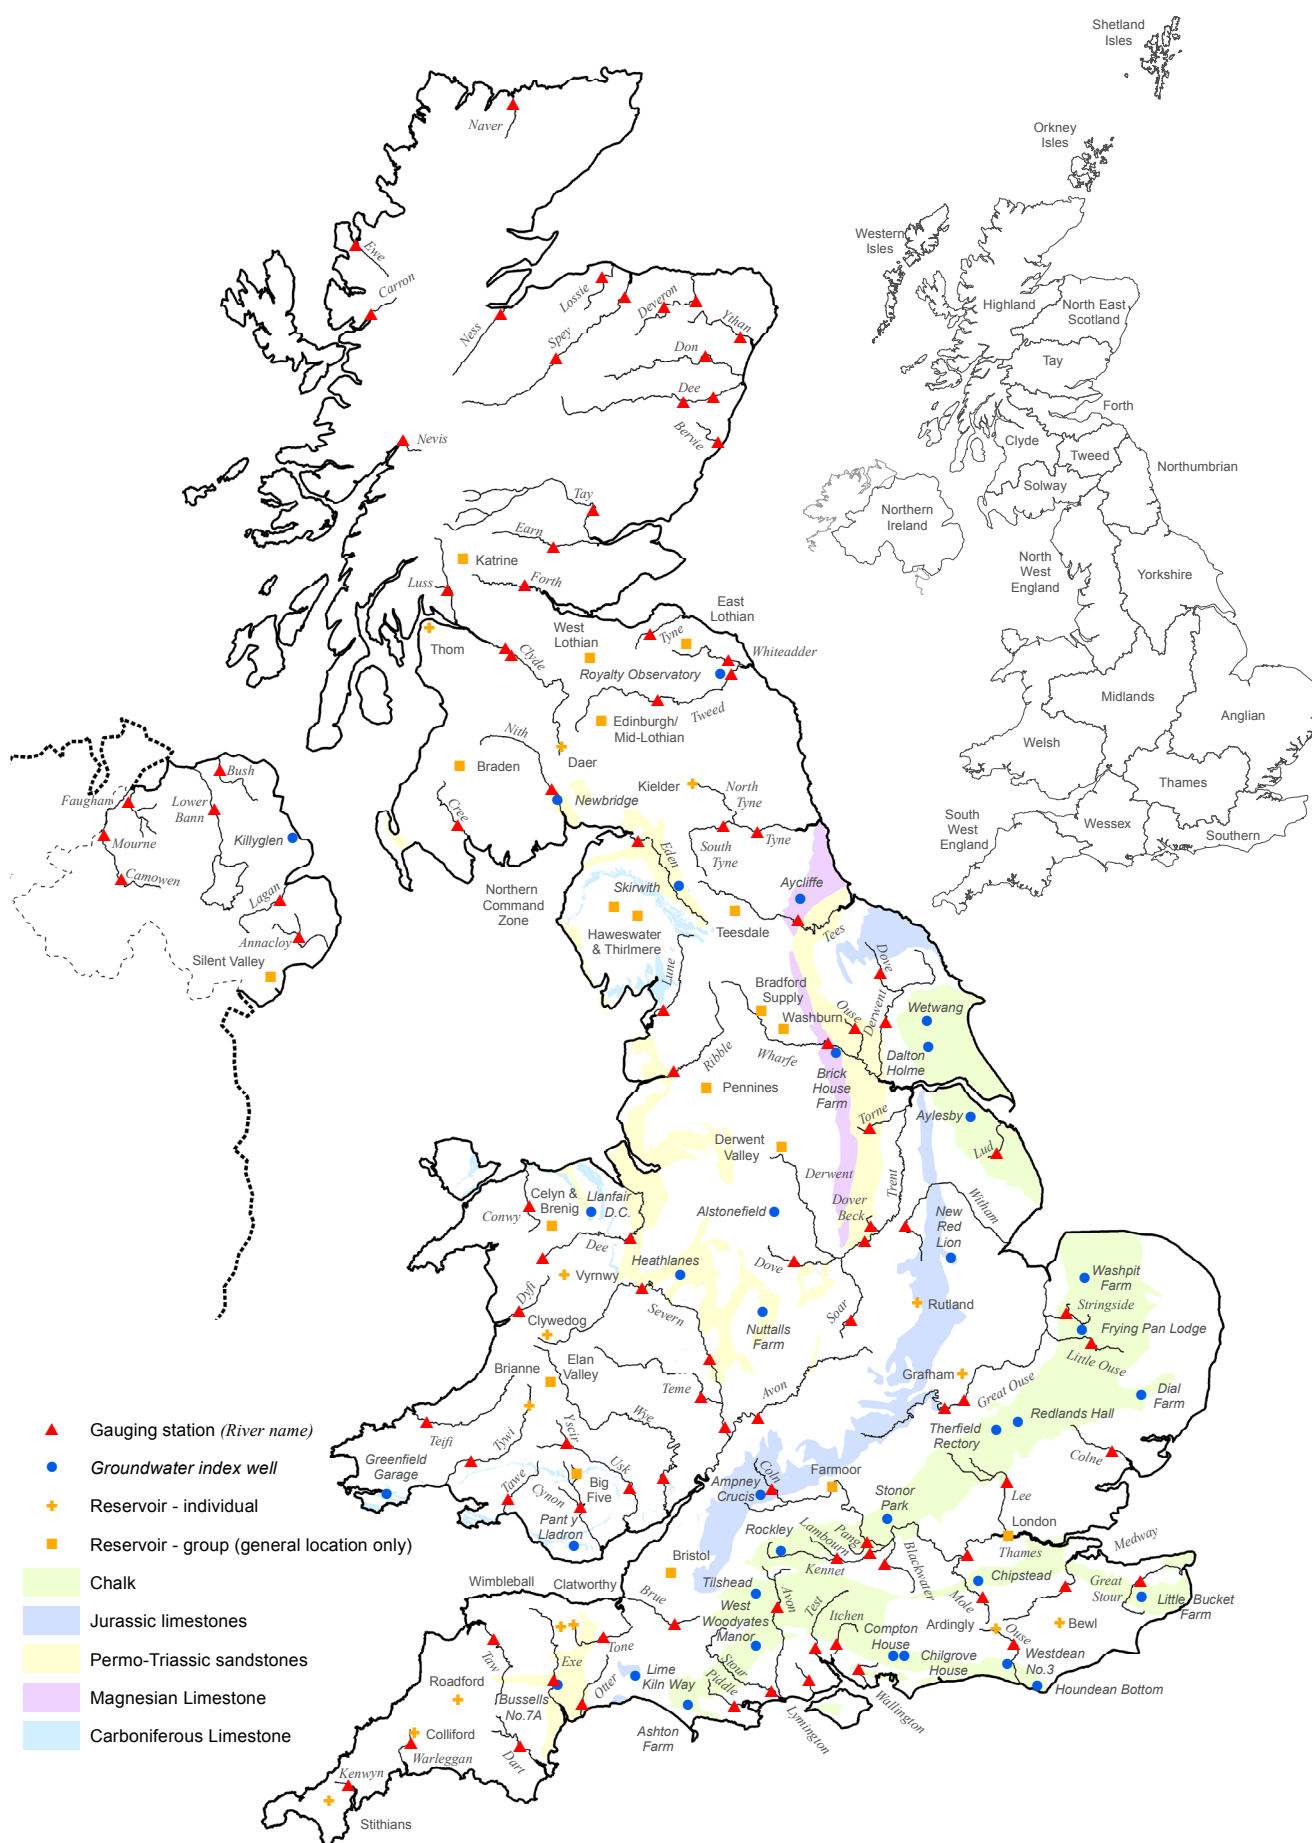 Shetland
Isles
Orkney
Isles
Western
Isles
Highland
North East
Scotland
Tay
Forth
Clyde
Tweed
Northumbrian
Solway
Northern
Ireland
North
West
England
Yorkshire
Midlands
Anglian
Welsh
Thames
South
West
England
Wessex
Southern
Naver
Ewe
Carron
Ness
Lossie
Spey
Deveron
Ythan
Don
Dee
Bervie
Nevis
Tay
Earn
Katrine
Luss
Forth
East
Lothian
West
Lothian
Tyne
Thom
Clyde
Whiteadder
Royalty Observatory
Tweed
Edinburgh/
Mid-Lothian
Nith
Daer
Braden
Kielder
North
Tyne
Newbridge
Cree
South
Tyne
Tyne
Bush
Faughan
Lower
Bann
Mourne
Killyglen
Camowen
Lagan
Annacloy
Silent Valley
Northern
Command
Zone
Eden
Skirwith
Aycliffe
Haweswater
& Thirlmere
Teesdale
Tees
Lune
Dove
Bradford
Supply
Washburn
Ouse
Derwent
Wetwang
Dalton
Holme
Ribble
Wharfe
Brick
House
Farm
Pennines
Torne
Aylesby
Lud
Derwent
Valley
Derwent
Trent
Dover
Beck
Witham
Celyn &
Brenig
Llanfair
D.C.
Conwy
Alstonefield
New
Red
Lion
Dee
Heathlanes
Dove
Vyrnwy
Washpit
Farm
Dyfi
Severn
Soar
Rutland
Stringside
Clywedog
Nuttalls
Farm
Frying Pan Lodge
Little Ouse
Brianne
Elan
Valley
Grafham
Teme
Avon
Great Ouse
Dial
Farm
Redlands Hall
Therfield
Rectory
Teifi
Tywi
Yscir
Wye
Colne
Greenfield
Garage
Usk
Tawe
Cynon
Big
Five
Coln
Farmoor
Ampney
Crucis
Stonor
Park
Lee
London
Pant y
Lladron
Rockley
Lambourn
Pang
Kennet
Blackwater
Thames
Medway
Bristol
Wimbleball
Clatworthy
Tilshead
Chipstead
Great
Stour
Brue
West
Woodyates
Manor
Avon
Test
Itchen
Mole
Little Bucket
Farm
Ardingly
Bewl
Compton
House
Ouse
Tone
Taw
Exe
Stour
Chilgrove
House
Westdean
No.3
Roadford
Otter
Lime
Kiln Way
Piddle
Houndean Bottom
Bussells
No.7A
Wallington
Lymington
Colliford
Ashton
Farm
Warleggan
Dart
Kenwyn
Stithians
Gauging station (River name)
Groundwater index well
Reservoir - individual
Reservoir - group (general location only)
Chalk
Jurassic limestones
Permo-Triassic sandstones
Magnesian Limestone
Carboniferous Limestone